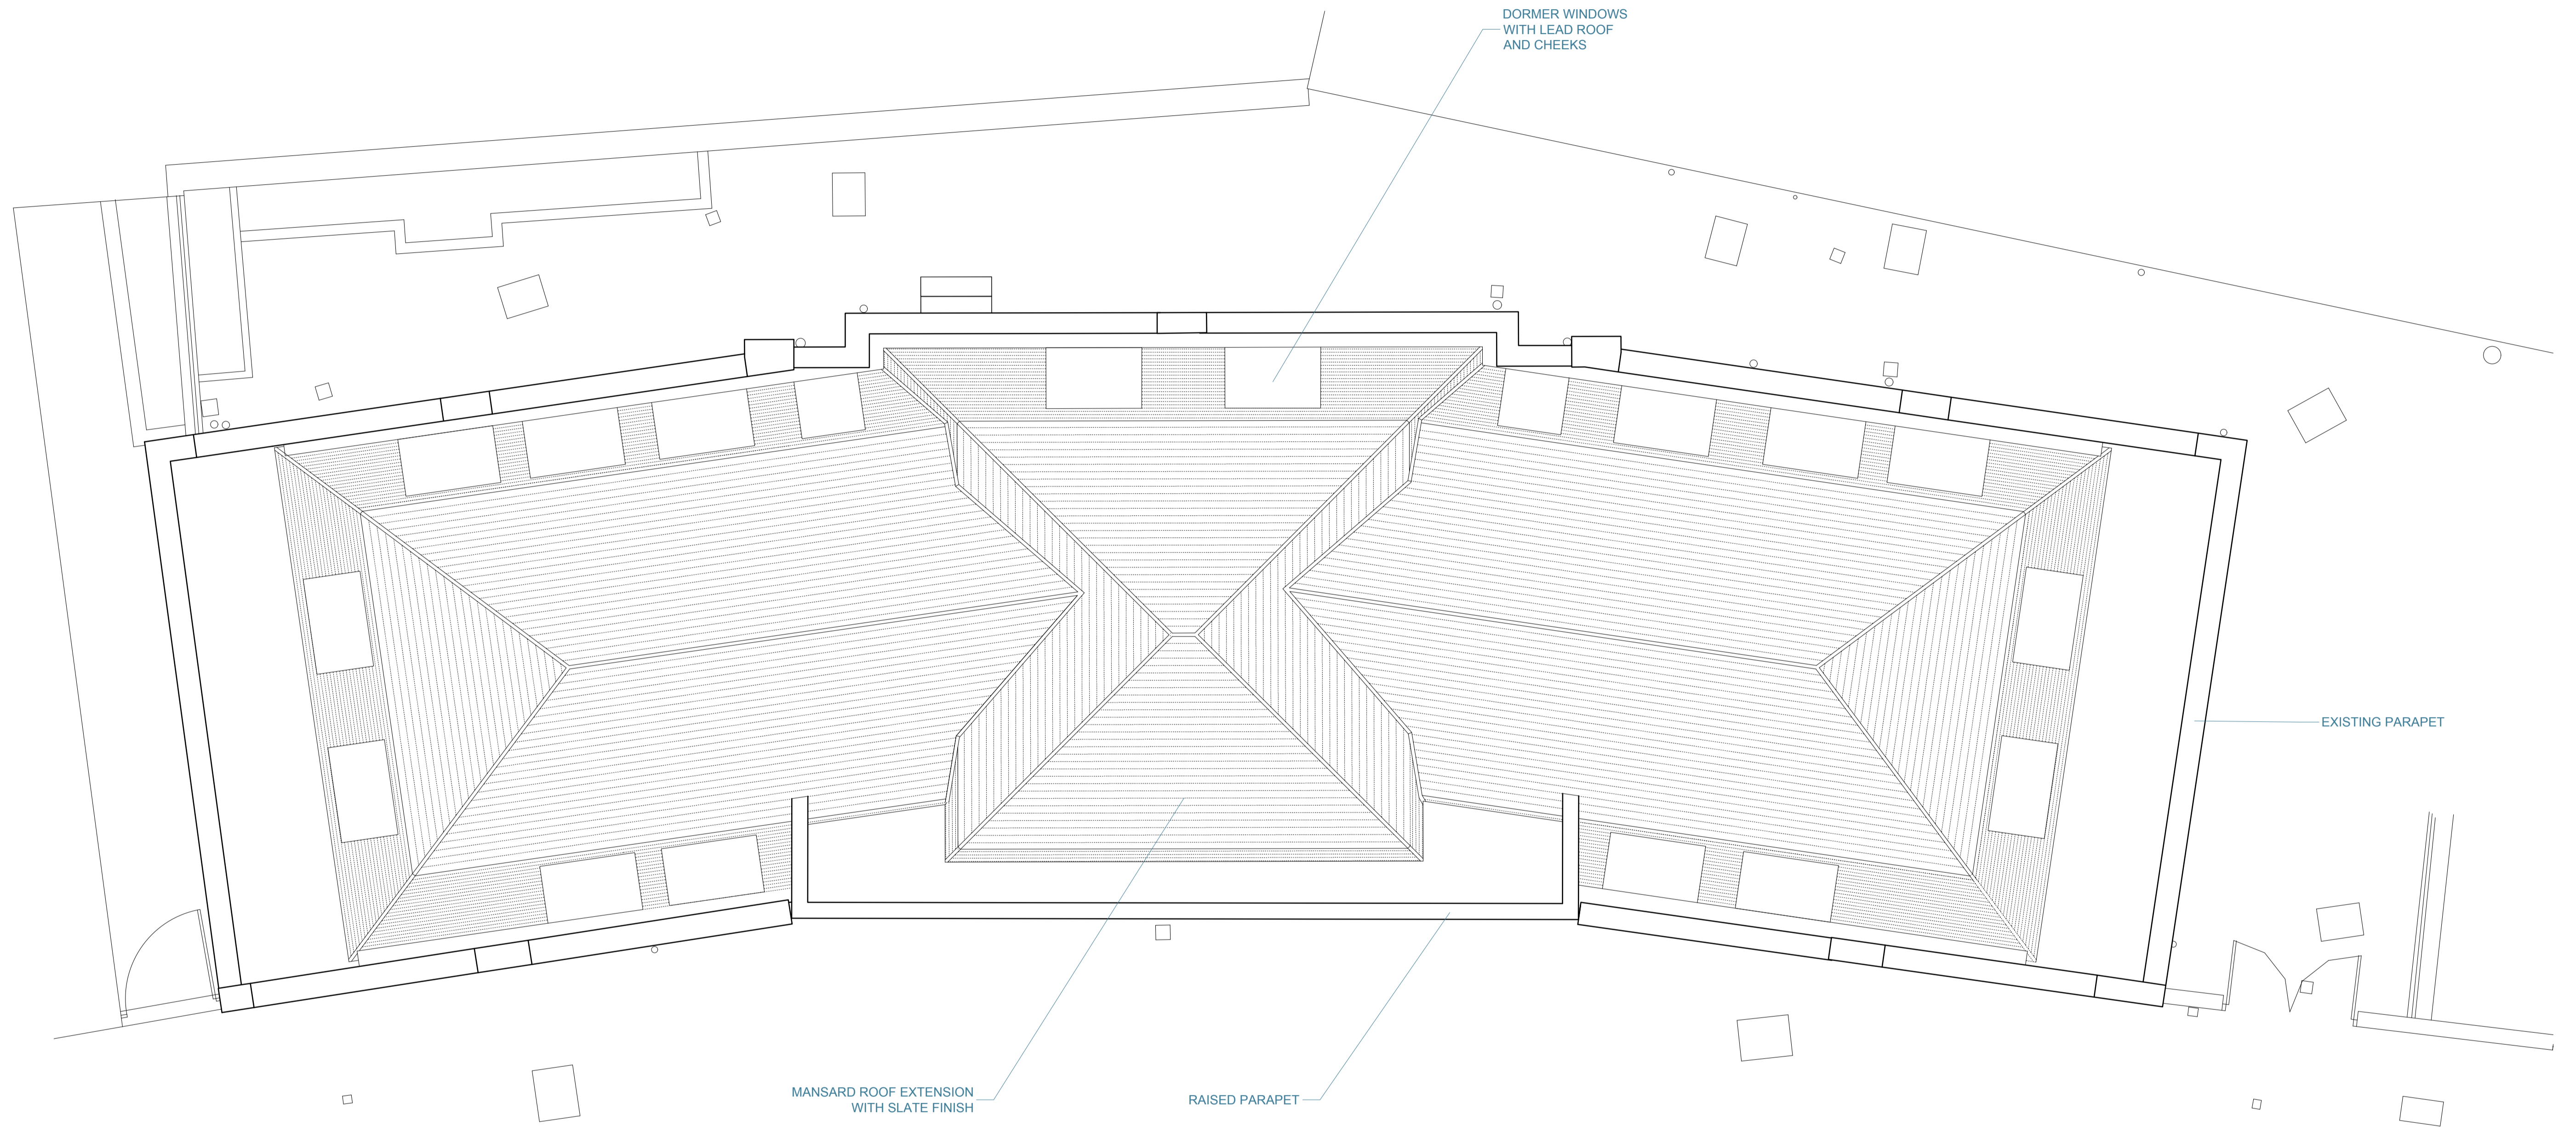 DORMER WINDOWS
WITH LEAD ROOF
AND CHEEKS
EXISTING PARAPET
MANSARD ROOF EXTENSION
WITH SLATE FINISH
RAISED PARAPET